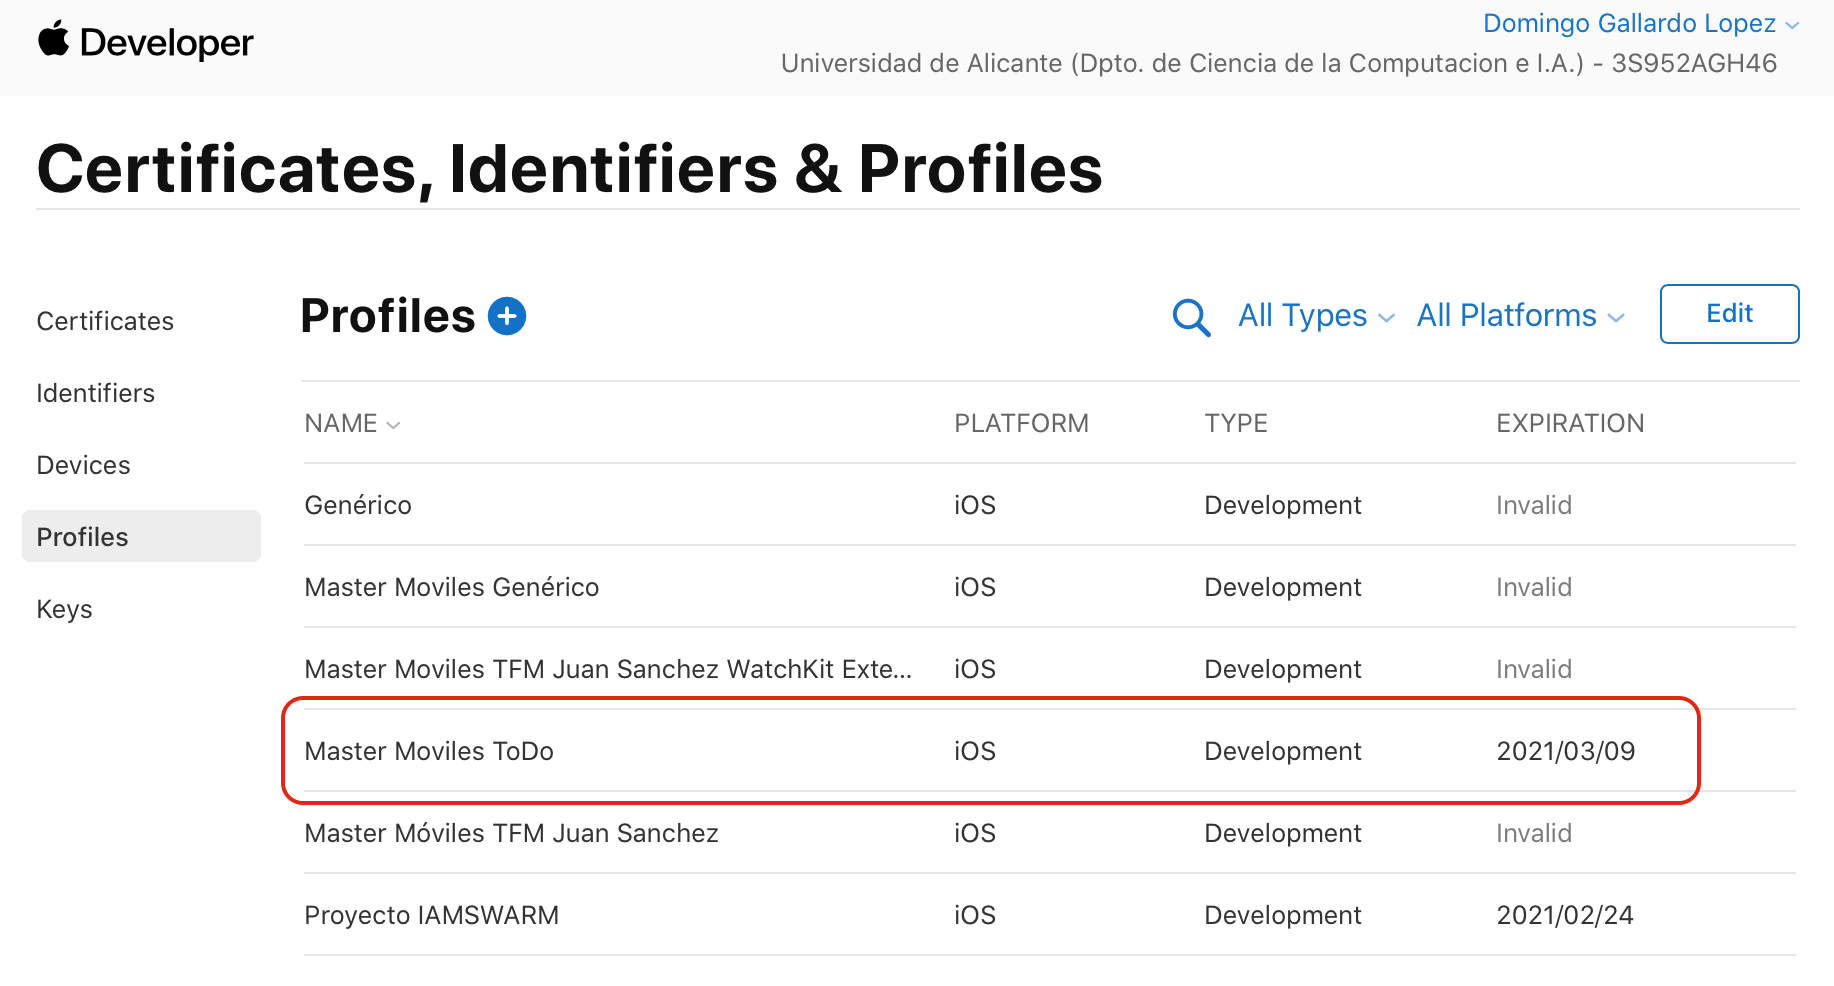 Developer
Domingo Gallardo Lopez
Universidad de Alicante (Dpto. de Ciencia de la Computacion e I.A.) - 3S952AGH46
Certificates, Identifiers & Profiles
Certificates
Identifiers
Devices
Profiles
Keys
Profiles
All Types
All Platforms
Edit
NAME PLATFORM TYPE EXPIRATION
Genérico iOS Development Invalid
Master Moviles Genérico iOS Development Invalid
Master Moviles TFM Juan Sanchez WatchKit Exte... iOS Development Invalid
Master Moviles ToDo iOS Development 2021/03/09
Master Móviles TFM Juan Sanchez iOS Development Invalid
Proyecto IAMSWARM iOS Development 2021/02/24